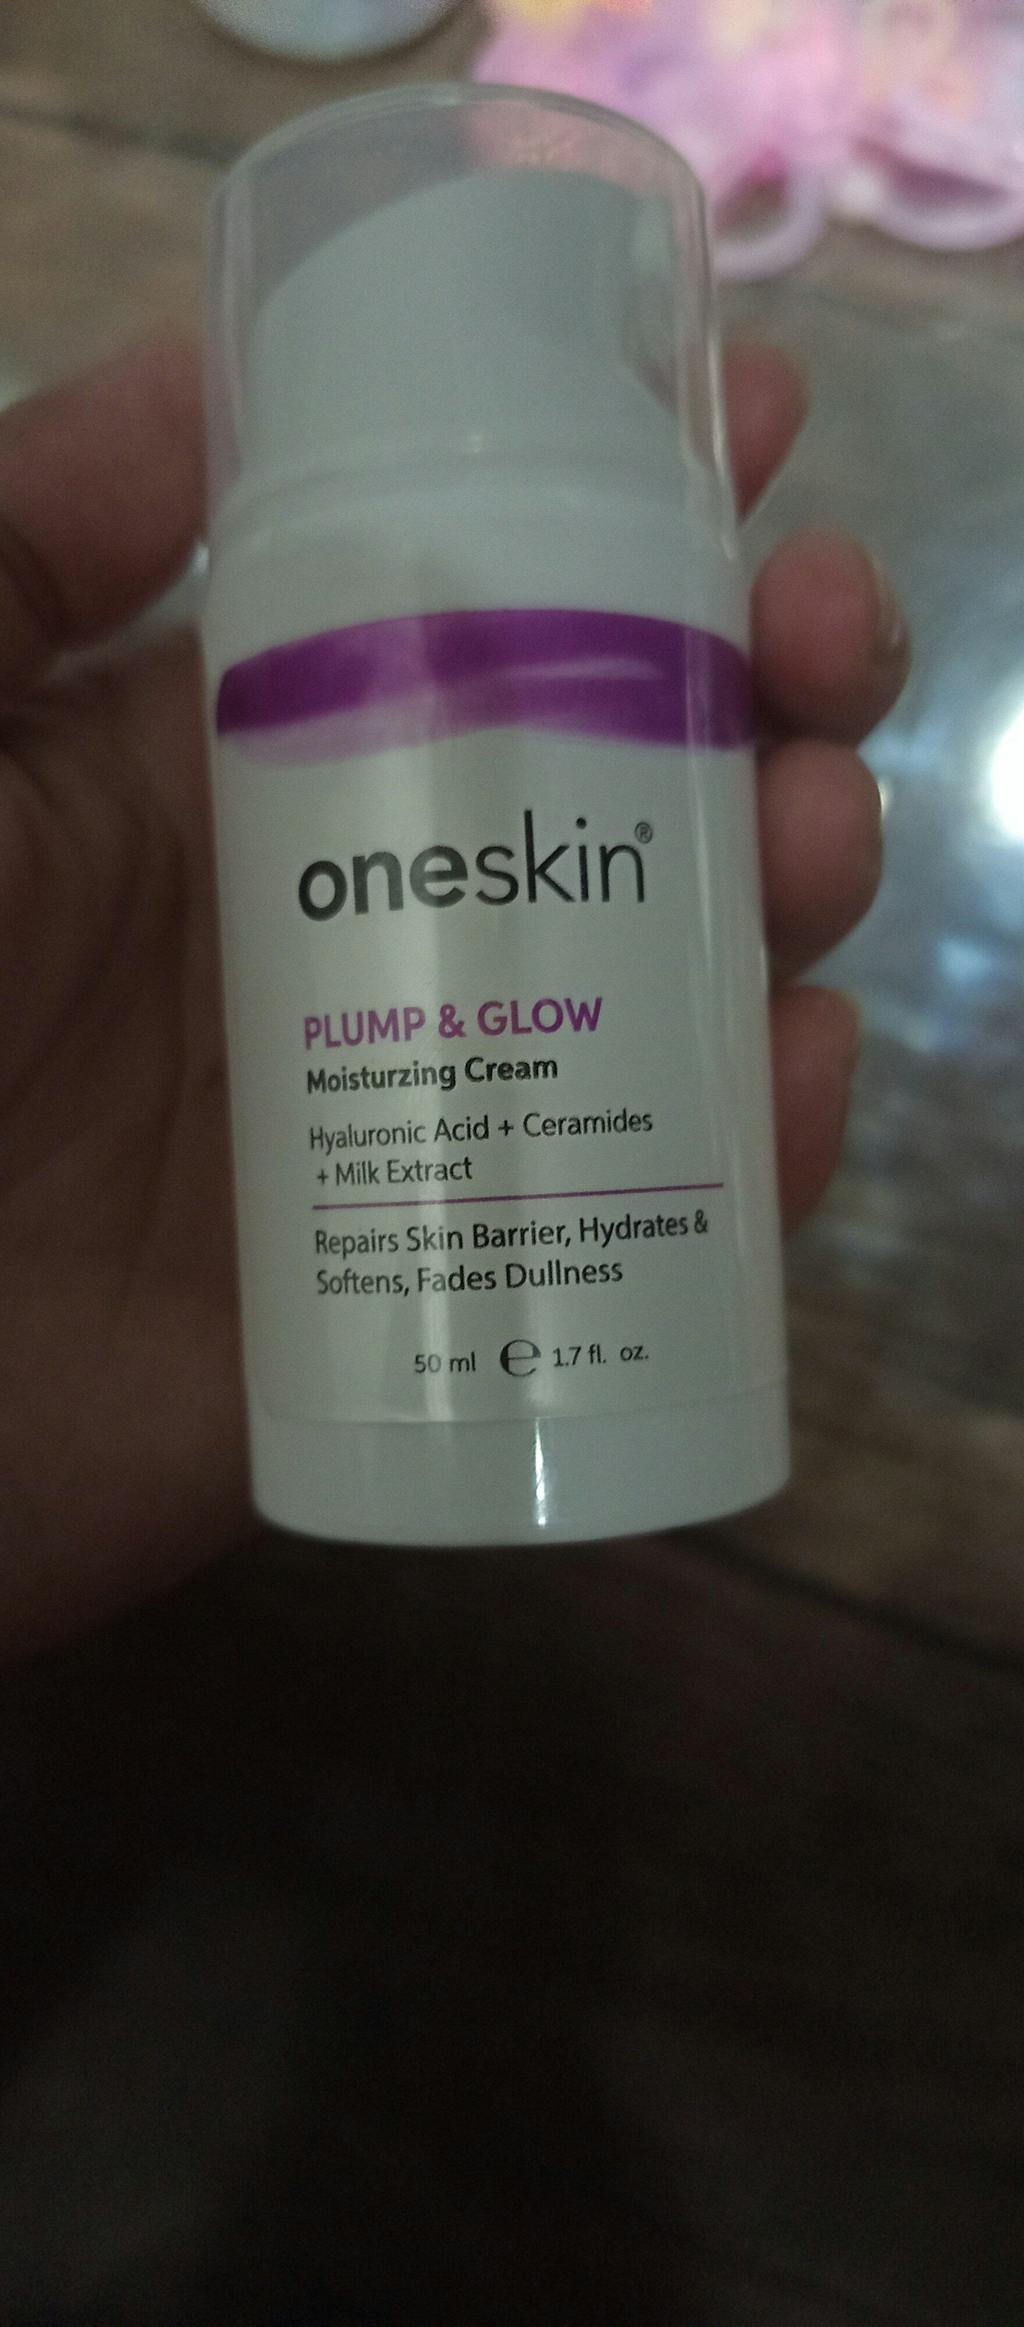 oneskin®
PLUMP & GLOW
Moisturzing Cream
Hyaluronic Acid + Ceramides
+ Milk Extract
Repairs Skin Barrier, Hydrates &
Softens, Fades Dullness
50 ml ℮ 1.7 fl. oz.